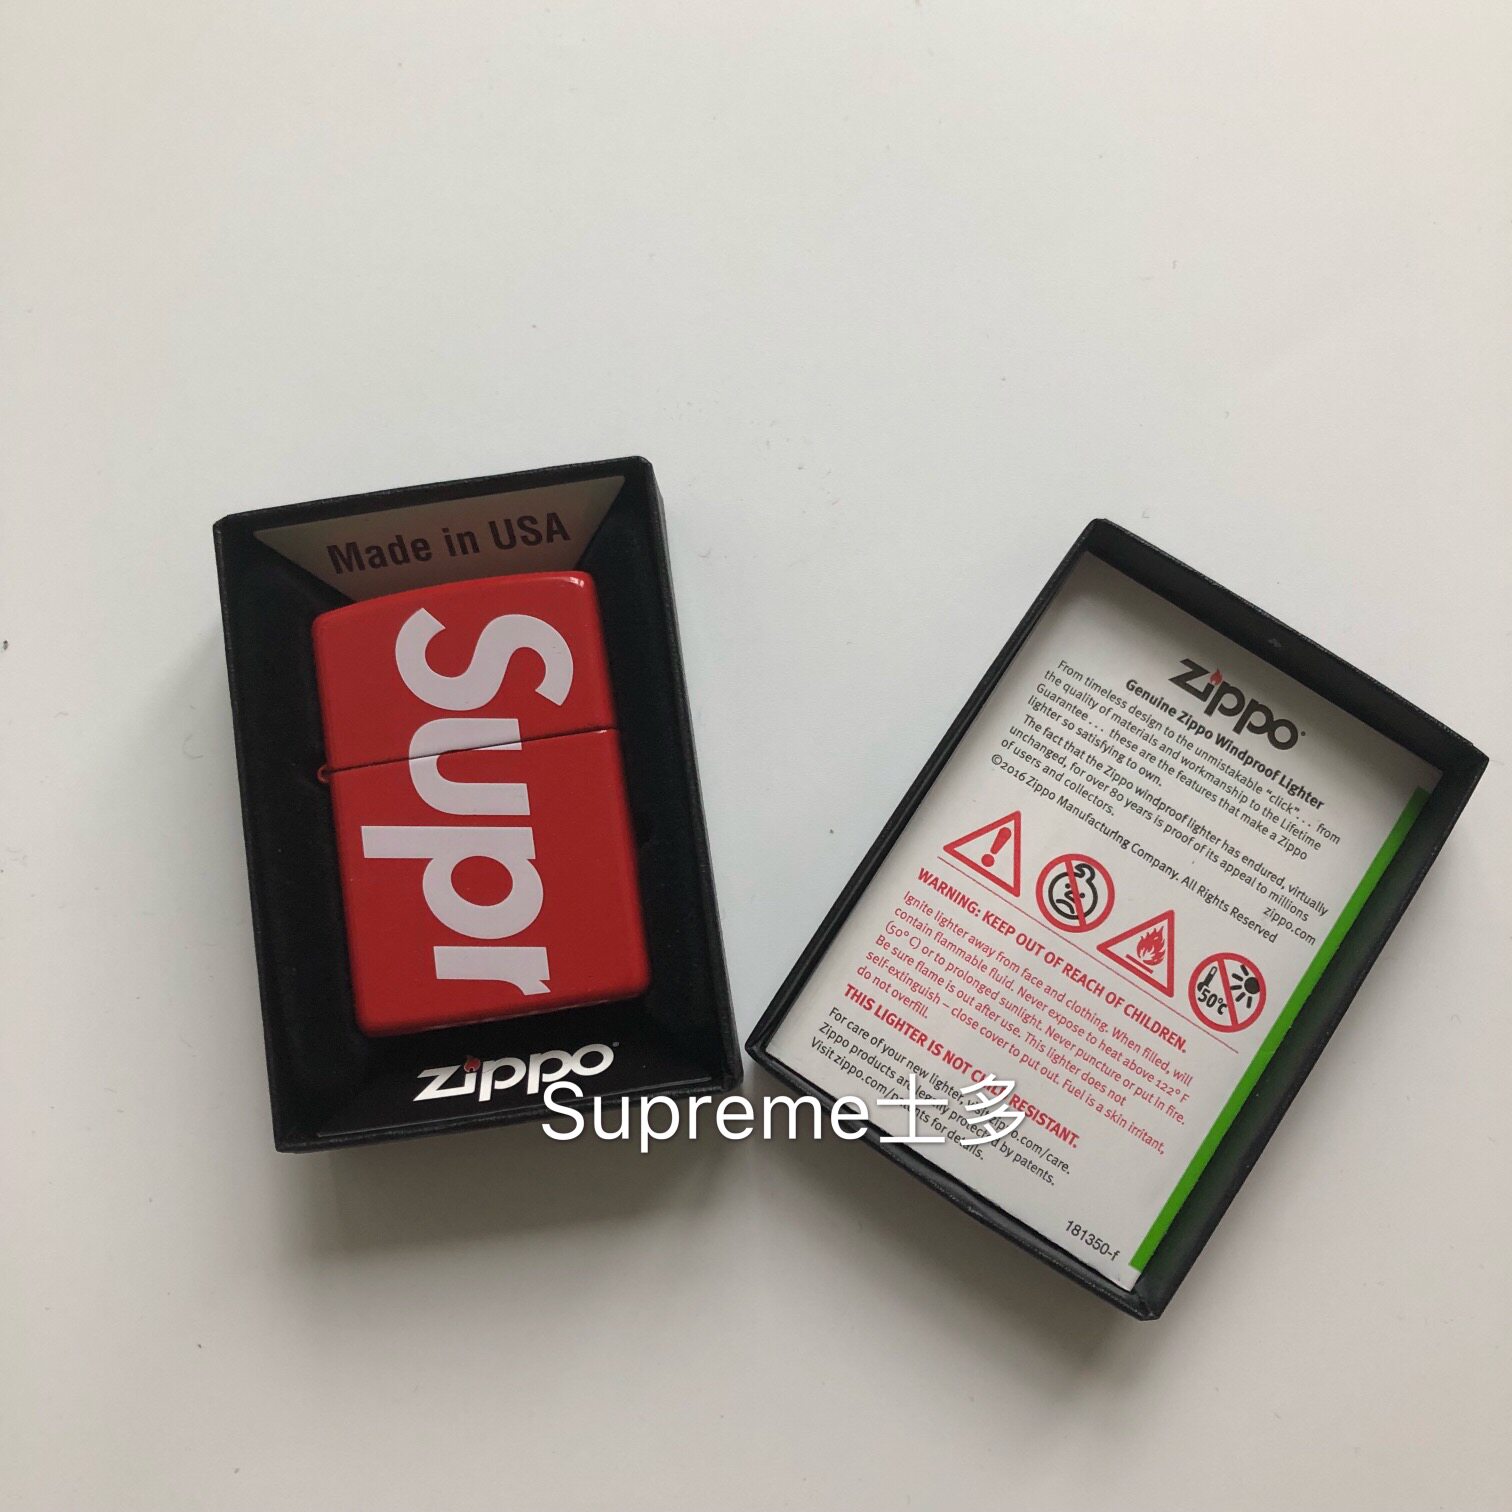 Made in USA
Supr
zippo
Supreme士多
zippo
Genuine Zippo Windproof Lighter
From timeless design to the unmistakable "click". . . from
the quality of materials and workmanship to the Lifetime
Guarantee . . . these are the features that make a Zippo
lighter so satisfying to own.
The fact that the Zippo windproof lighter has endured, virtually
unchanged, for over 80 years is proof of its appeal to millions
of users and collectors.
zippo.com
©2016 Zippo Manufacturing Company. All Rights Reserved
50°C
WARNING: KEEP OUT OF REACH OF CHILDREN.
Ignite lighter away from face and clothing. When filled, will
contain flammable fluid. Never expose to heat above 122° F
(50° C) or to prolonged sunlight. Never puncture or put in fire.
Be sure flame is out after use. This lighter does not
self-extinguish – close cover to put out. Fuel is a skin irritant,
do not overfill.
THIS LIGHTER IS NOT CHILD RESISTANT.
For care of your new lighter, visit zippo.com/care.
Zippo products are legally protected by patents.
Visit zippo.com/patents for details.
181350-f